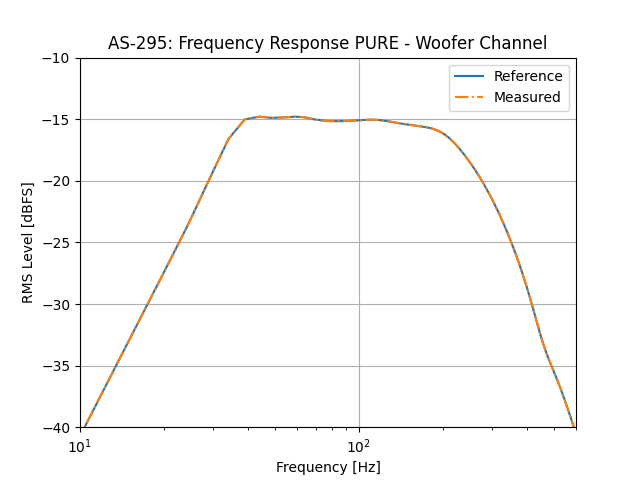 AS-295: Frequency Response PURE - Woofer Channel
Reference
Measured
RMS Level [dBFS]
−10
−15
−20
−25
−30
−35
−40
10¹
10²
Frequency [Hz]